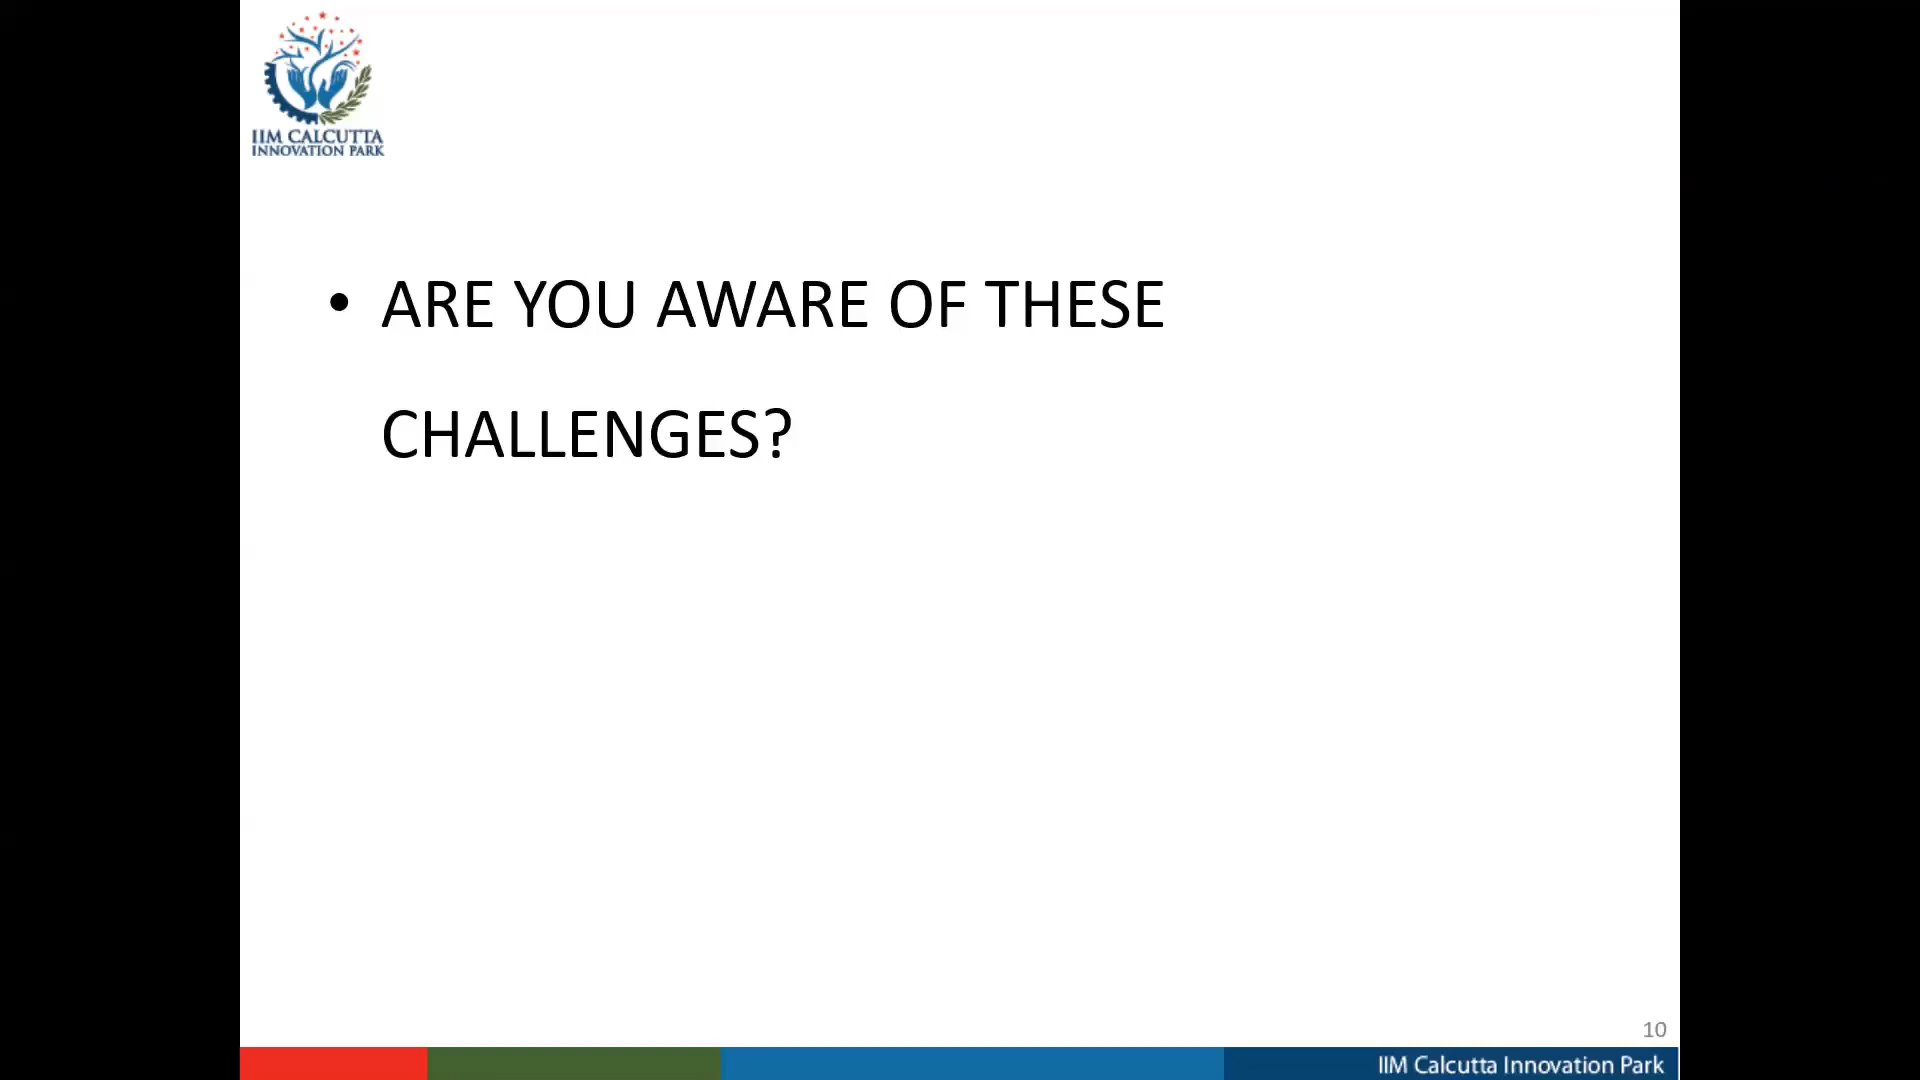 IIM CALCUTTA
INNOVATION PARK
• ARE YOU AWARE OF THESE
CHALLENGES?
10
IIM Calcutta Innovation Park